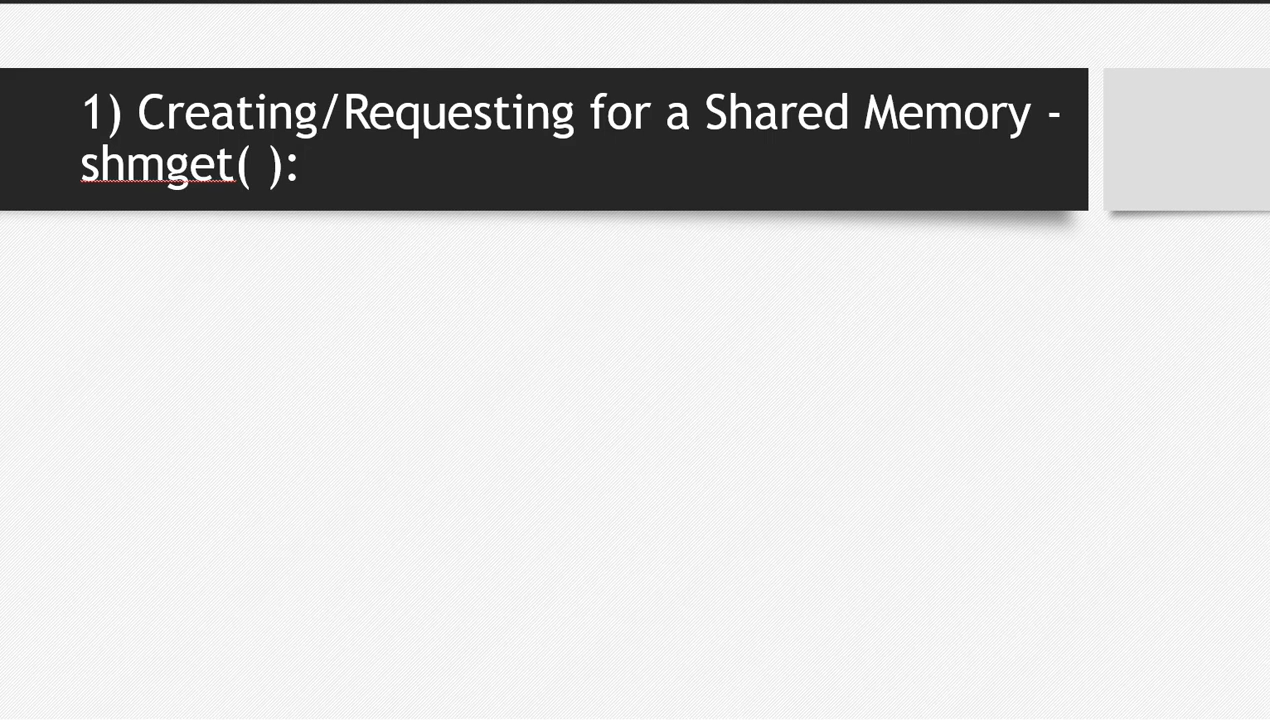 1) Creating/Requesting for a Shared Memory -
shmget( ):